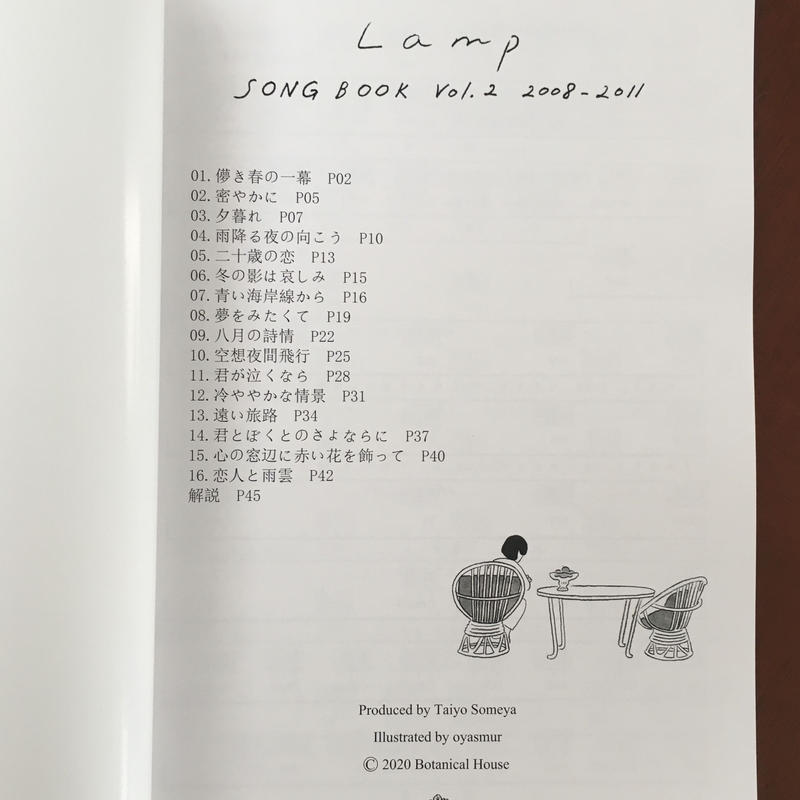 Lamp
SONG BOOK Vol.2 2008-2011
01. 儚き春の一幕 P02
02. 密やかに P05
03. 夕暮れ P07
04. 雨降る夜の向こう P10
05. 二十歳の恋 P13
06. 冬の影は哀しみ P15
07. 青い海岸線から P16
08. 夢をみたくて P19
09. 八月の詩情 P22
10. 空想夜間飛行 P25
11. 君が泣くなら P28
12. 冷ややかな情景 P31
13. 遠い旅路 P34
14. 君とぼくとのさよならに P37
15. 心の窓辺に赤い花を飾って P40
16. 恋人と雨雲 P42
解説 P45
Produced by Taiyo Someya
Illustrated by oyasmur
© 2020 Botanical House